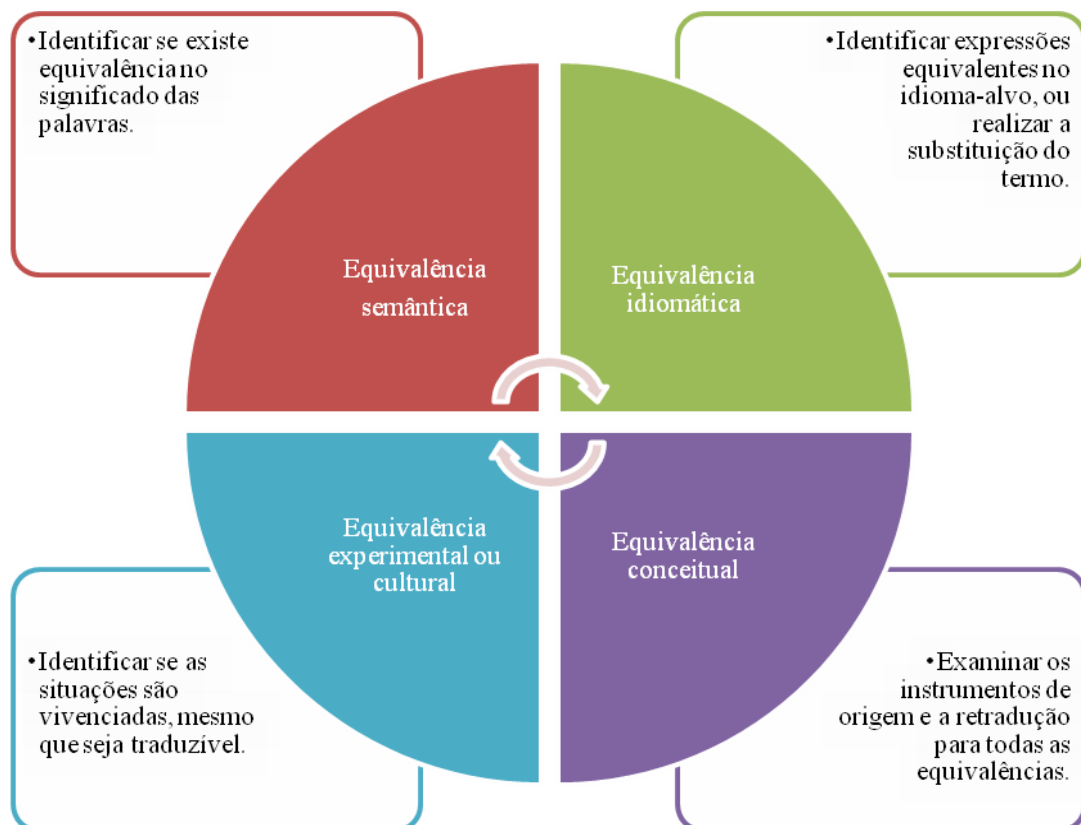 •Identificar se existe
equivalência no
significado das
palavras.
•Identificar expressões
equivalentes no
idioma-alvo, ou
realizar a
substituição do
termo.
Equivalência
semântica
Equivalência
idiomática
Equivalência
experimental ou
cultural
Equivalência
conceitual
•Identificar se as
situações são
vivenciadas, mesmo
que seja traduzível.
•Examinar os
instrumentos de
origem e a retradução
para todas as
equivalências.